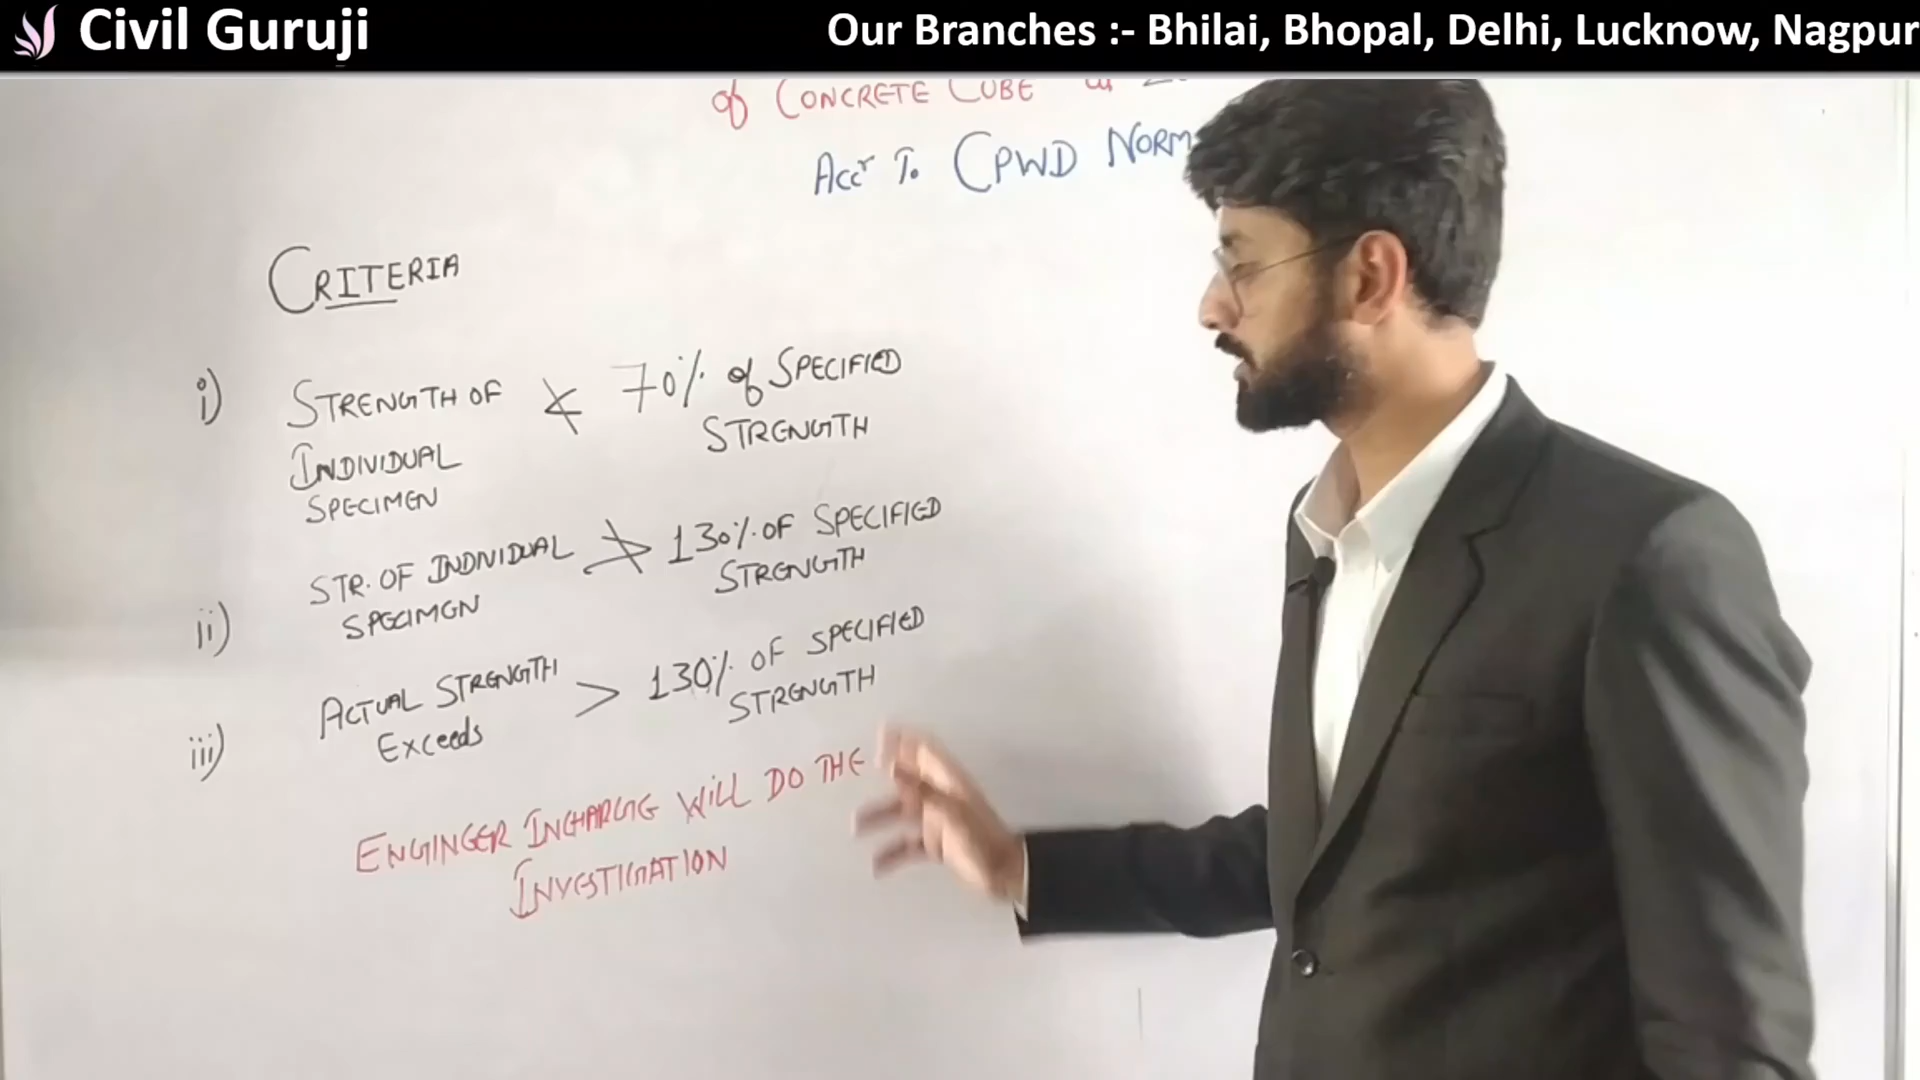 Civil Guruji
Our Branches :- Bhilai, Bhopal, Delhi, Lucknow, Nagpur
of CONCRETE CUBE
Accr To CPWD NORM
CRITERIA
i) STRENGTH OF INDIVIDUAL SPECIMEN ≮ 70% of SPECIFIED STRENGTH
ii) STR. OF INDIVIDUAL SPECIMEN ≯ 130% OF SPECIFIED STRENGTH
iii) ACTUAL STRENGTH Exceeds > 130% OF SPECIFIED STRENGTH
ENGINEER INCHARGE WILL DO THE
INVESTIGATION